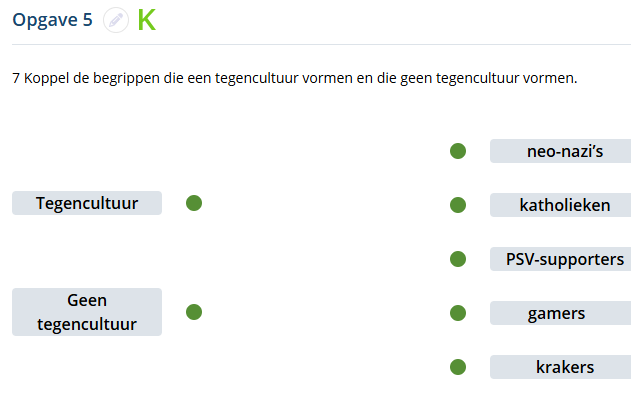 Opgave 5 K
7 Koppel de begrippen die een tegencultuur vormen en die geen tegencultuur vormen.
neo-nazi's
Tegencultuur
katholieken
PSV-supporters
Geen
tegencultuur
gamers
krakers